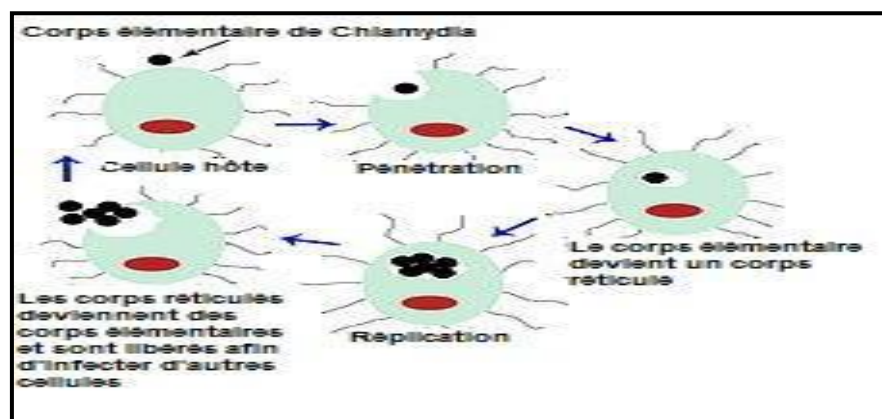 Corps élémentaire de Chlamydia
Cellule hôte
Pénétration
Le corps élémentaire
devient un corps
réticulé
Réplication
Les corps réticulés
deviennent des
corps élémentaires
et sont libérés afin
d'infecter d'autres
cellules